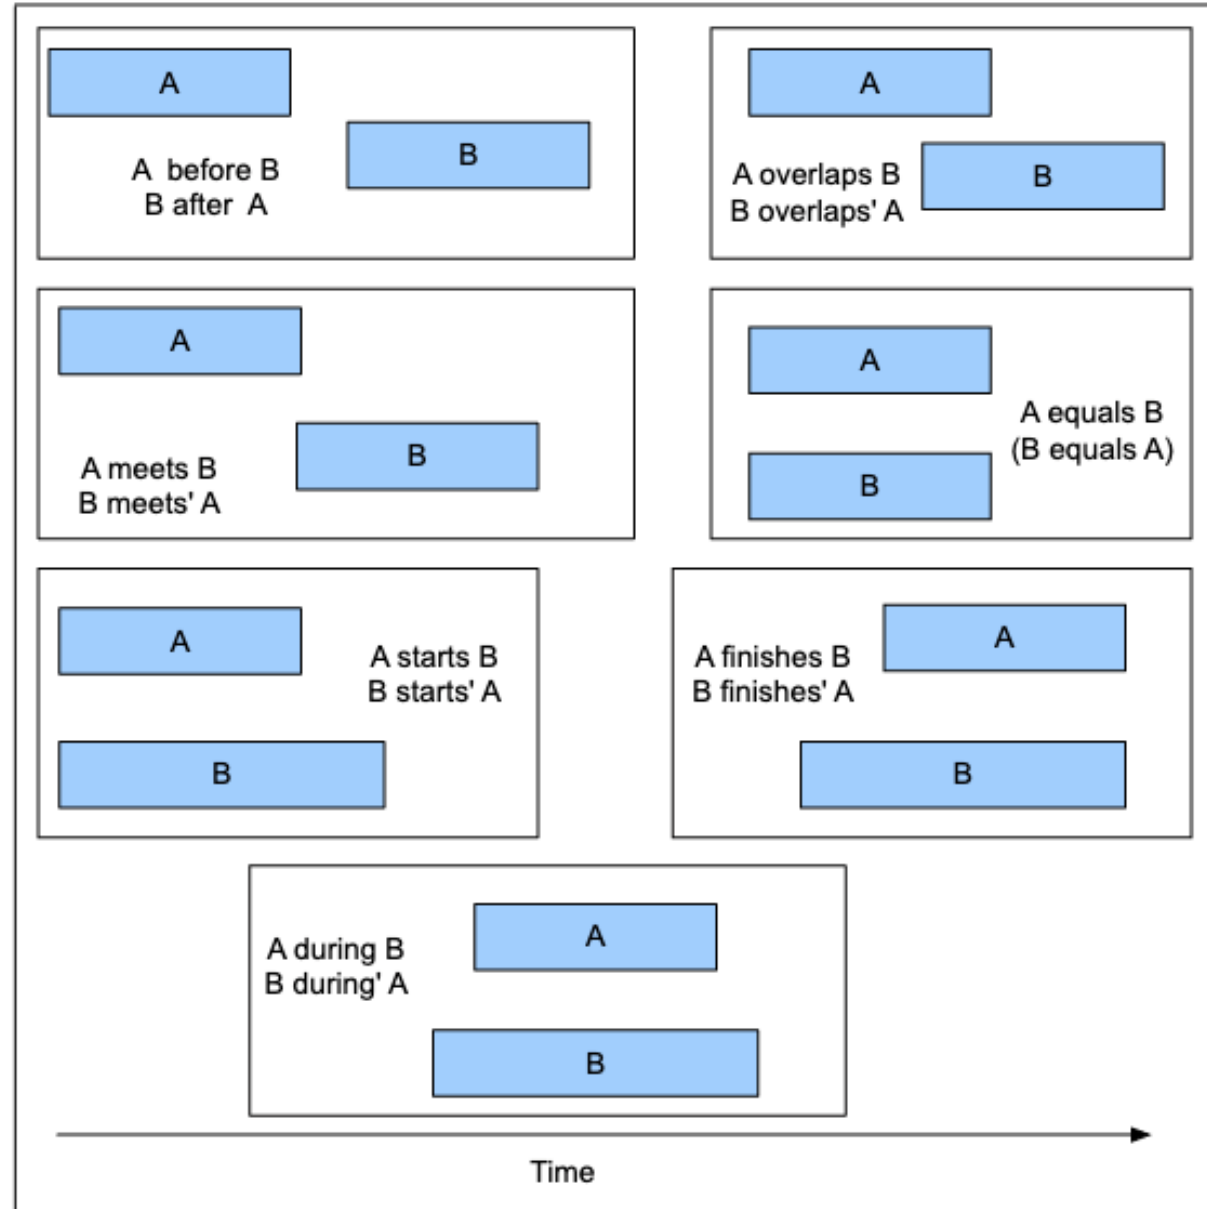 A
B
A before B
B after A
A
A overlaps B
B
B overlaps' A
A
B
A meets B
B meets' A
A
A equals B
(B equals A)
B
A
A starts B
B starts' A
B
A
A finishes B
B finishes' A
B
A
A during B
B during' A
B
Time